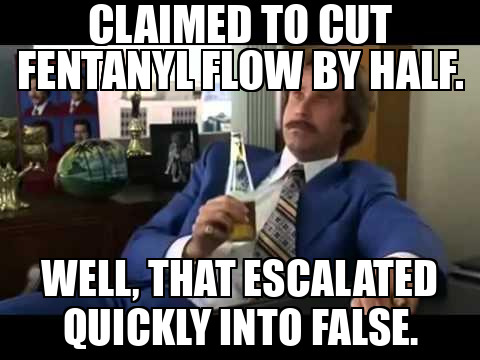 CLAIMED TO CUT
FENTANYL FLOW BY HALF.
WELL, THAT ESCALATED
QUICKLY INTO FALSE.